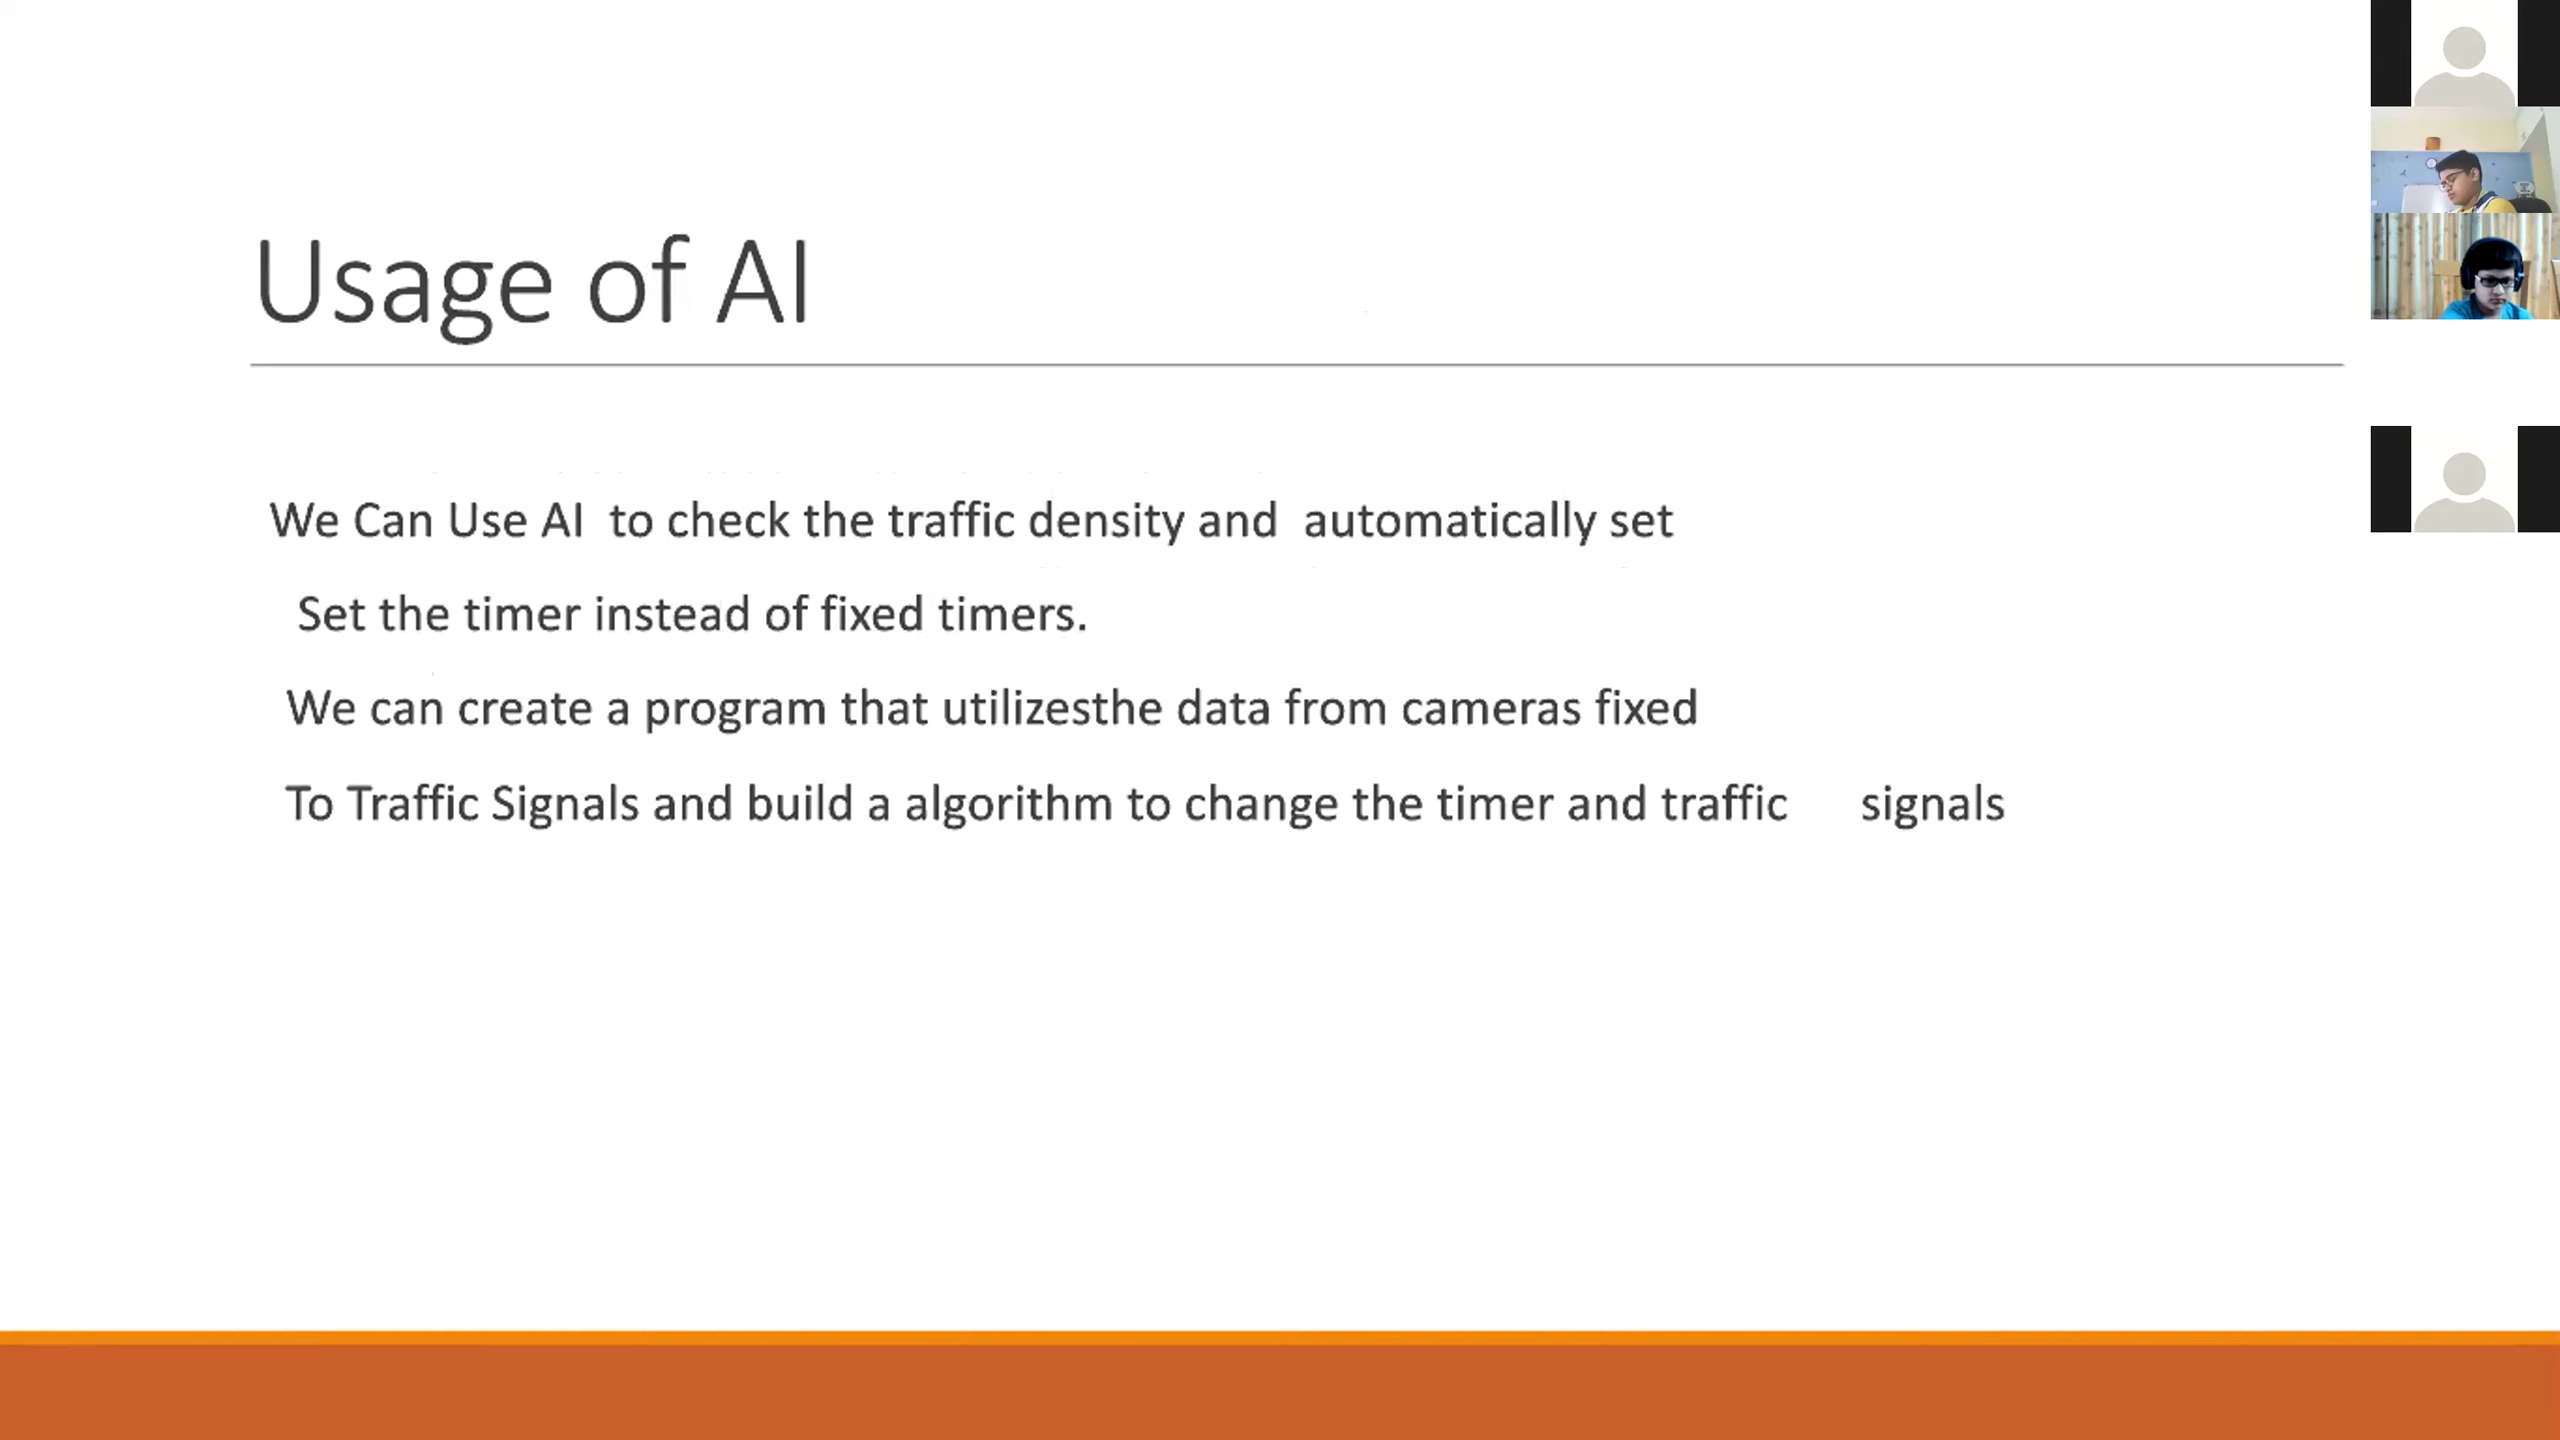 Usage of AI
We Can Use AI  to check the traffic density and  automatically set
Set the timer instead of fixed timers.
We can create a program that utilizesthe data from cameras fixed
To Traffic Signals and build a algorithm to change the timer and traffic     signals